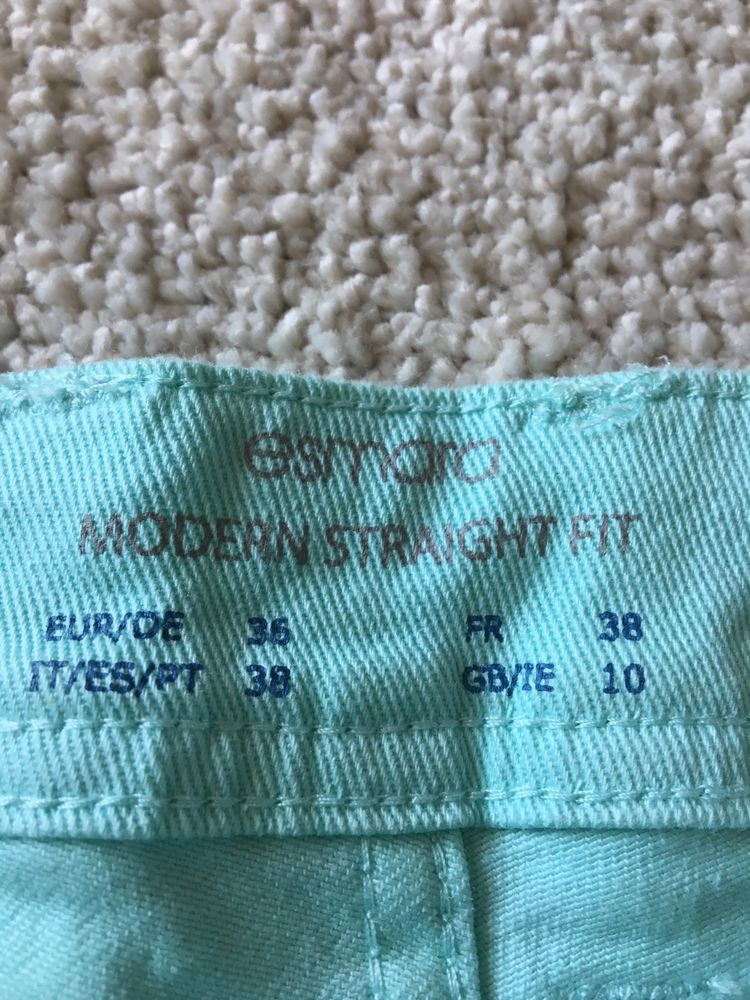 esmara
MODERN STRAIGHT FIT
EUR/DE 36 FR 38
IT/ES/PT 38 GB/IE 10